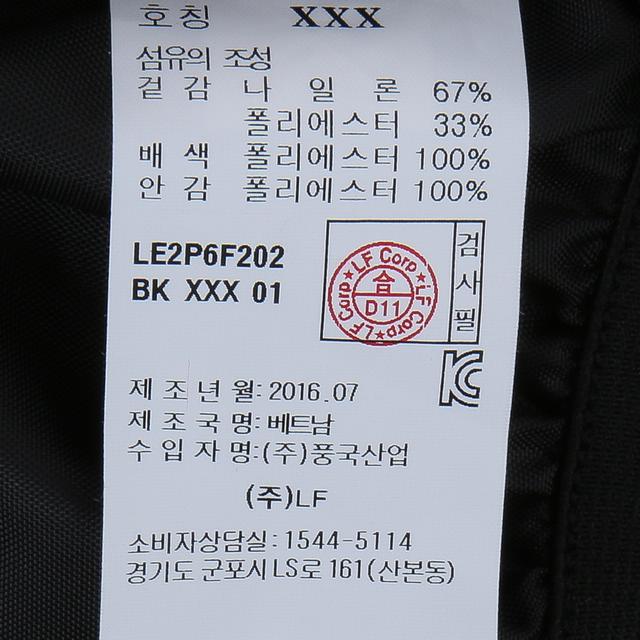 호칭 XXX
섬유의 조성
겉감 나일론 67%
폴리에스터 33%
배색 폴리에스터 100%
안감 폴리에스터 100%
LE2P6F202
BK XXX 01
LF Corp★LF Corp★LF Corp★
合
D11
검사필
KC
제조년월: 2016.07
제조국명: 베트남
수입자명:(주)풍국산업
(주)LF
소비자상담실: 1544-5114
경기도 군포시 LS로 161(산본동)